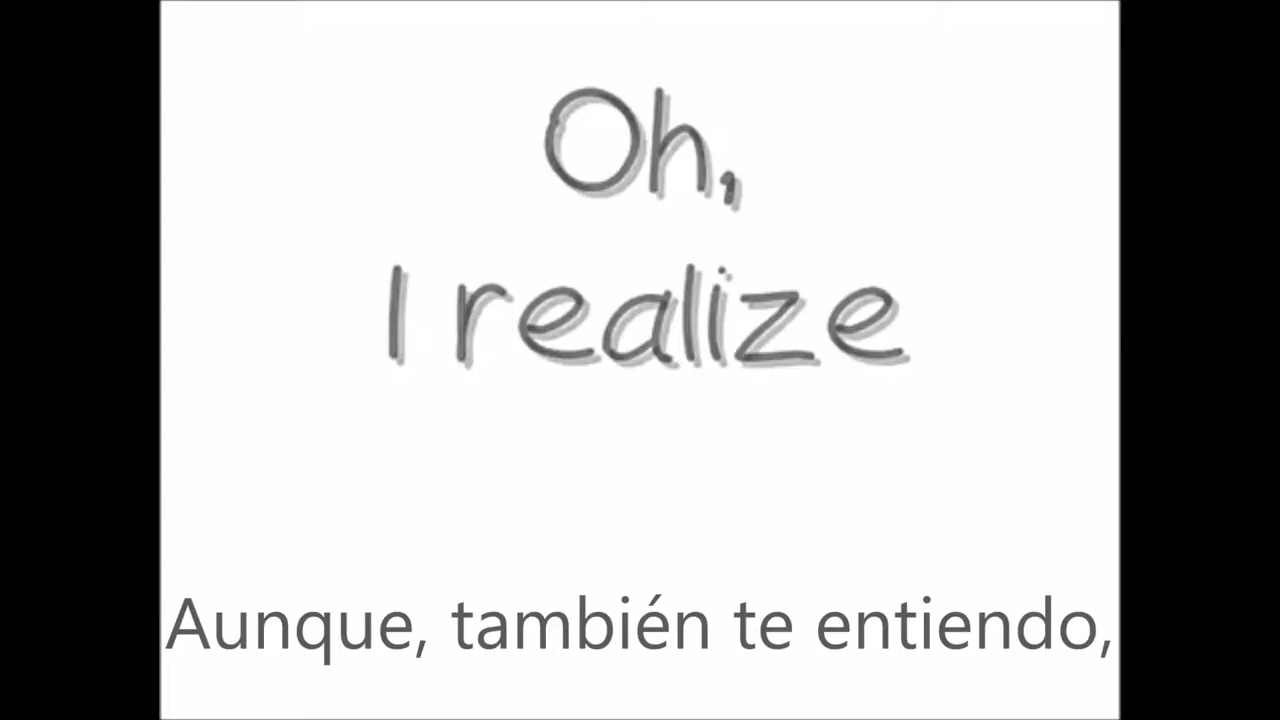 Oh,
I realize
Aunque, también te entiendo,